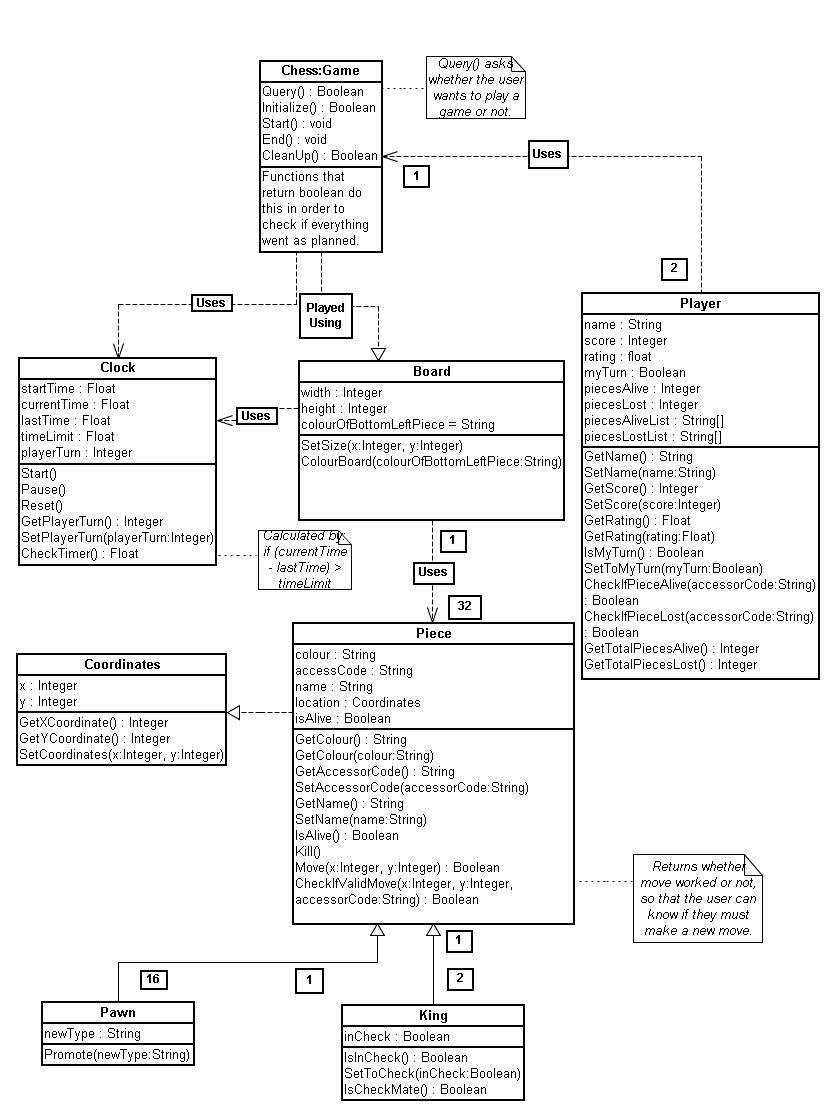 Chess:Game
Query() : Boolean
Initialize() : Boolean
Start() : void
End() : void
CleanUp() : Boolean
Functions that
return boolean do
this in order to
check if everything
went as planned.
Query() asks
whether the user
wants to play a
game or not.
Uses
1
2
Player
name : String
score : Integer
rating : float
myTurn : Boolean
piecesAlive : Integer
piecesLost : Integer
piecesAliveList : String[]
piecesLostList : String[]
GetName() : String
SetName(name:String)
GetScore() : Integer
SetScore(score:Integer)
GetRating() : Float
GetRating(rating:Float)
IsMyTurn() : Boolean
SetToMyTurn(myTurn:Boolean)
CheckIfPieceAlive(accessorCode:String)
: Boolean
CheckIfPieceLost(accessorCode:String)
: Boolean
GetTotalPiecesAlive() : Integer
GetTotalPiecesLost() : Integer
Uses
Played
Using
Clock
startTime : Float
currentTime : Float
lastTime : Float
timeLimit : Float
playerTurn : Integer
Start()
Pause()
Reset()
GetPlayerTurn() : Integer
SetPlayerTurn(playerTurn:Integer)
CheckTimer() : Float
Uses
Board
width : Integer
height : Integer
colourOfBottomLeftPiece = String
SetSize(x:Integer, y:Integer)
ColourBoard(colourOfBottomLeftPiece:String)
Calculated by:
if (currentTime
- lastTime) >
timeLimit
1
Uses
32
Piece
colour : String
accessCode : String
name : String
location : Coordinates
isAlive : Boolean
GetColour() : String
GetColour(colour:String)
GetAccessorCode() : String
SetAccessorCode(accessorCode:String)
GetName() : String
SetName(name:String)
IsAlive() : Boolean
Kill()
Move(x:Integer, y:Integer) : Boolean
CheckIfValidMove(x:Integer, y:Integer,
accessorCode:String) : Boolean
Coordinates
x : Integer
y : Integer
GetXCoordinate() : Integer
GetYCoordinate() : Integer
SetCoordinates(x:Integer, y:Integer)
Returns whether
move worked or not,
so that the user can
know if they must
make a new move.
1
16
1
2
Pawn
newType : String
Promote(newType:String)
King
inCheck : Boolean
IsInCheck() : Boolean
SetToCheck(inCheck:Boolean)
IsCheckMate() : Boolean